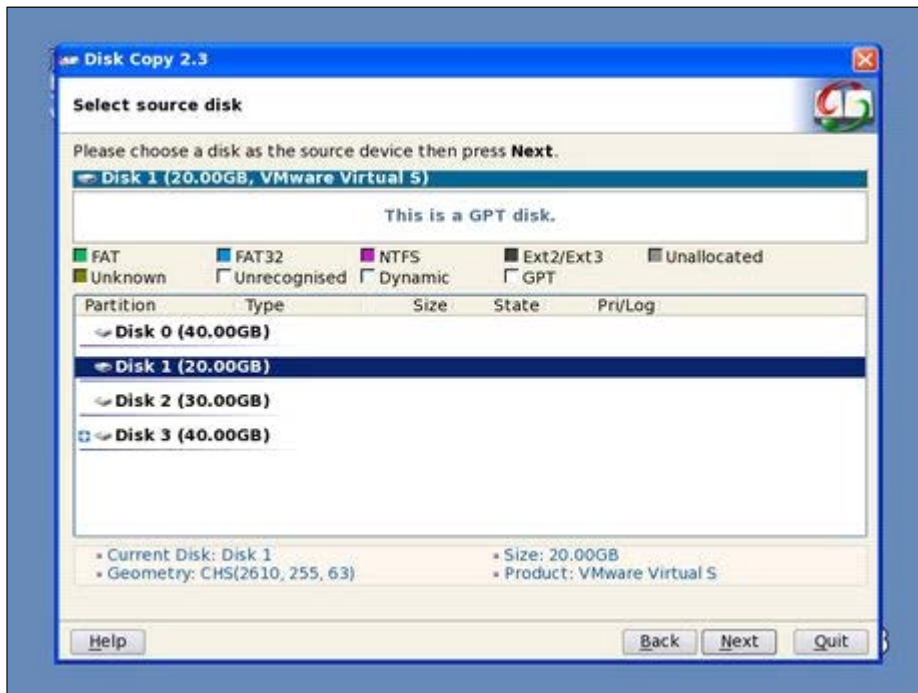 Disk Copy 2.3
Select source disk
Please choose a disk as the source device then press Next.
Disk 1 (20.00GB, VMware Virtual S)
This is a GPT disk.
FAT FAT32 NTFS Ext2/Ext3 Unallocated
Unknown Unrecognised Dynamic GPT
Partition Type Size State Pri/Log
Disk 0 (40.00GB)
Disk 1 (20.00GB)
Disk 2 (30.00GB)
Disk 3 (40.00GB)
Current Disk: Disk 1 Size: 20.00GB
Geometry: CHS(2610, 255, 63) Product: VMware Virtual S
Help Back Next Quit